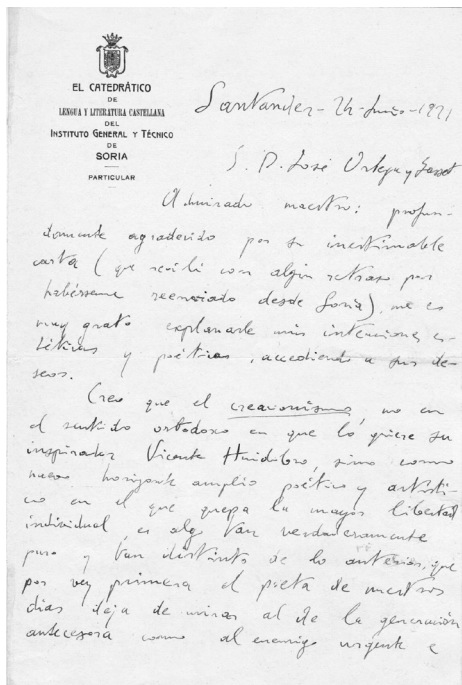 EL CATEDRÁTICO
DE
LENGUA Y LITERATURA CASTELLANA
DEL
INSTITUTO GENERAL Y TÉCNICO
DE
SORIA
PARTICULAR
Santander - 24 - Junio - 1921
S. D. José Ortega y Gasset
Admirado maestro: profun-
damente agradecido por su inestimable
carta (que recibí con algún retraso por
habérseme reenviado desde Soria), me es
muy grato explanarle mis intenciones es-
téticas y poéticas, accediendo a sus de-
seos.
Creo que el creacionismo, no en
el sentido ortodoxo en que lo quiere su
inspirador Vicente Huidobro, sino como
nuevo horizonte amplio poético y artísti-
co en el que quepa la mayor libertad
individual, es algo tan verdaderamente
puro y tan distinto de lo anterior, que
por vez primera el poeta de nuestros
días deja de mirar al de la generación
antecesora como al enemigo urgente e